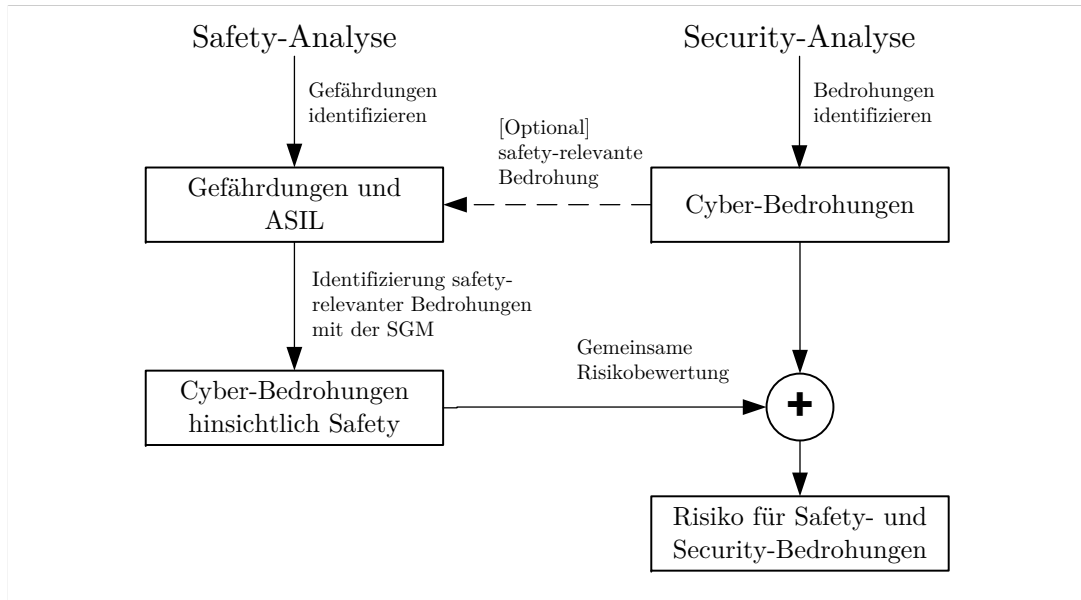 Safety-Analyse
Security-Analyse
Gefährdungen
identifizieren
Bedrohungen
identifizieren
[Optional]
safety-relevante
Bedrohung
Gefährdungen und
ASIL
Cyber-Bedrohungen
Identifizierung safety-
relevanter Bedrohungen
mit der SGM
Gemeinsame
Risikobewertung
Cyber-Bedrohungen
hinsichtlich Safety
+
Risiko für Safety- und
Security-Bedrohungen